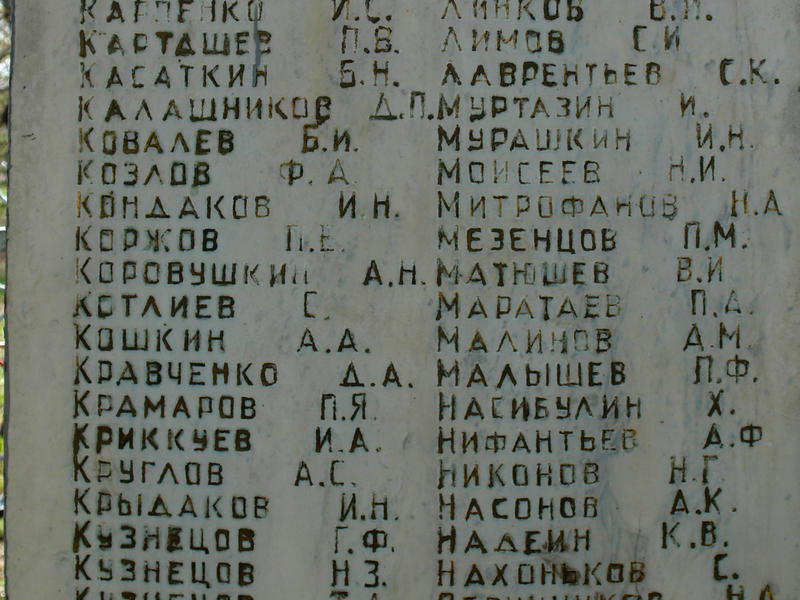 КАРПЕНКО И.С.
КАРТАШЕВ П.В.
КАСАТКИН Б.Н.
КАЛАШНИКОВ Д.П.
КОВАЛЕВ Б.И.
КОЗЛОВ Ф.А
КОНДАКОВ И.Н.
КОРЖОВ П.Е.
КОРОВУШКИН А.Н.
КОТЛИЕВ С.
КОШКИН А.А.
КРАВЧЕНКО Д.А.
КРАМАРОВ П.Я
КРИККУЕВ И.А.
КРУГЛОВ А.С.
КРЫДАКОВ И.Н.
КУЗНЕЦОВ Г.Ф.
КУЗНЕЦОВ Н.З.
КУЗНЕЦОВ
ЛИНКОВ
ЛИМОВ С.И
ЛАВРЕНТЬЕВ С.К.
МУРТАЗИН И.
МУРАШКИН И.Н.
МОИСЕЕВ Н.И.
МИТРОФАНОВ Н.А
МЕЗЕНЦОВ П.М.
МАТЮШЕВ В.И
МАРАТАЕВ П.А.
МАЛИНОВ А.М.
МАЛЫШЕВ П.Ф.
НАСИБУЛИН Х.
НИФАНТЬЕВ А.Ф
НИКОНОВ Н.Г
НАСОНОВ А.К.
НАДЕИН К.В.
НАХОНЬКОВ С.